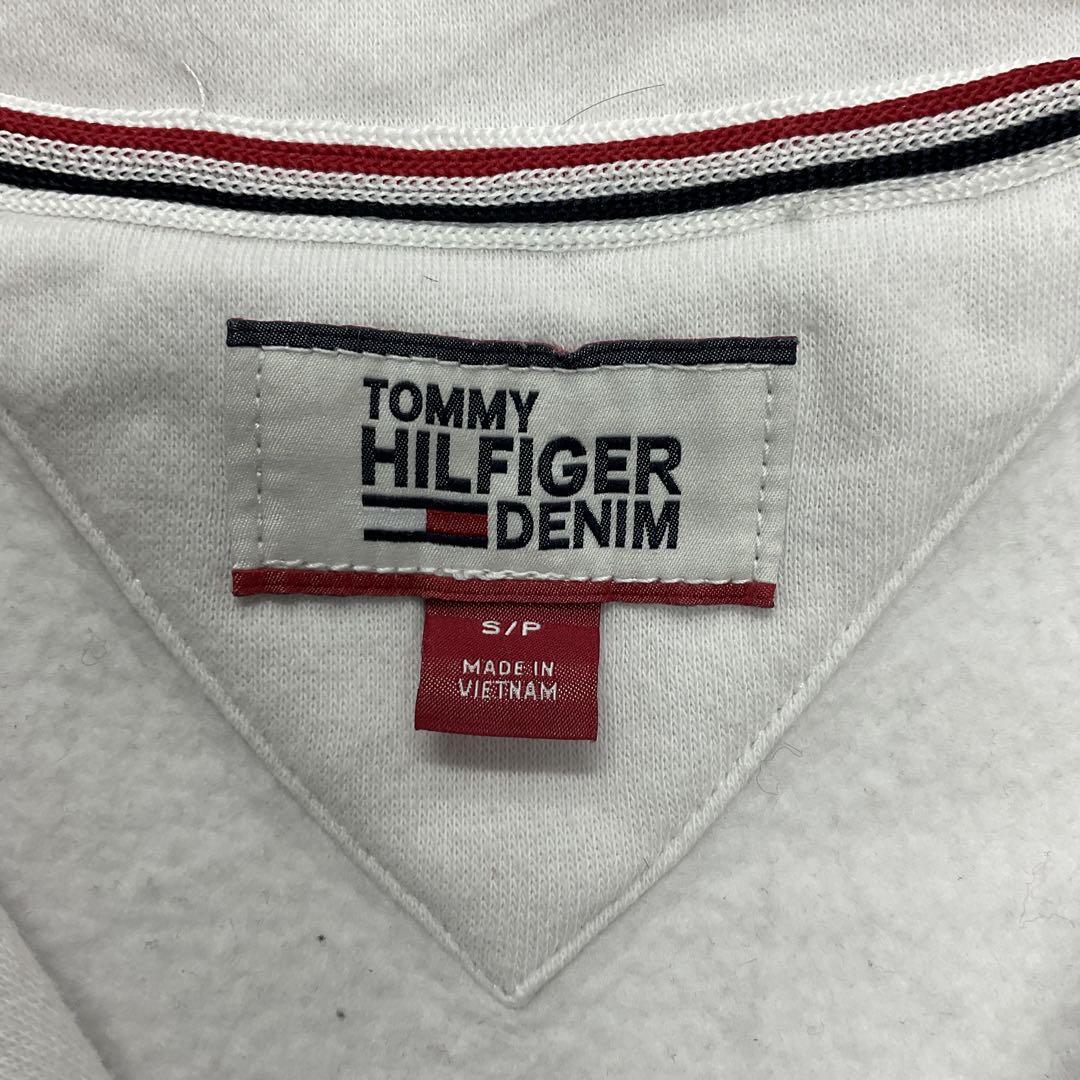 TOMMY
HILFIGER
DENIM
S/P
MADE IN
VIETNAM